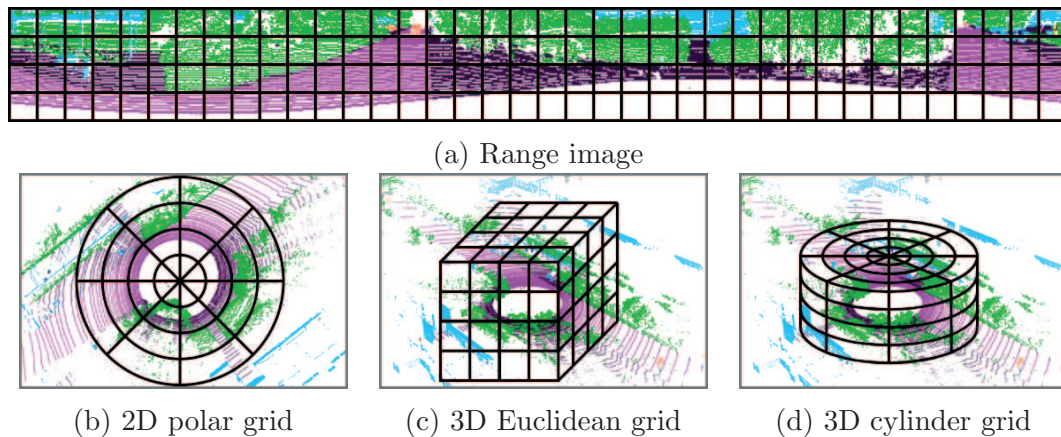 (a) Range image
(b) 2D polar grid
(c) 3D Euclidean grid
(d) 3D cylinder grid